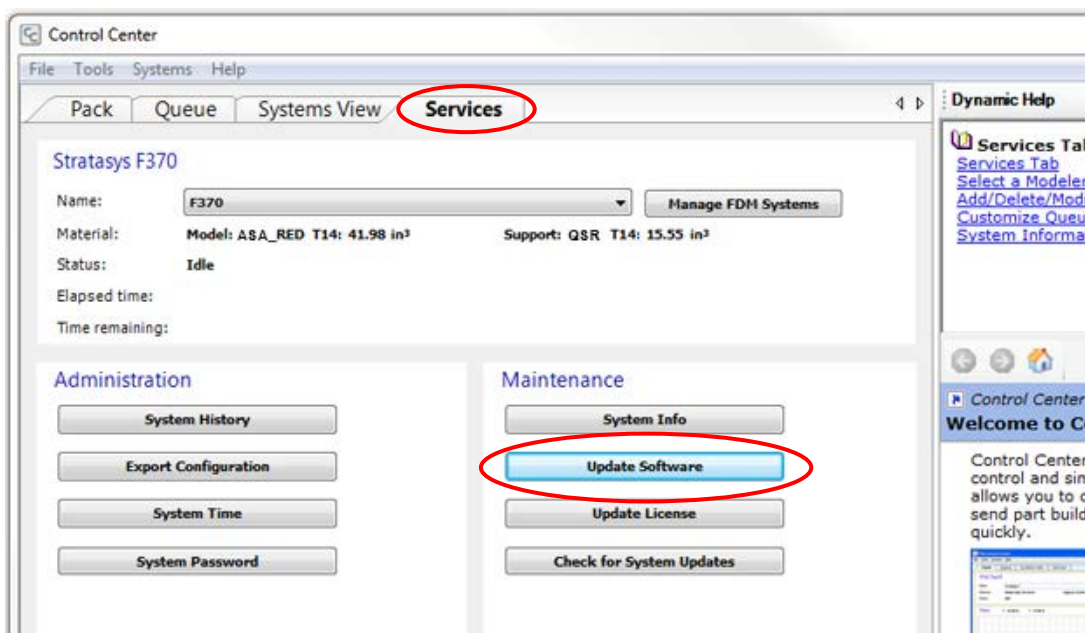 Control Center
File Tools Systems Help
Pack Queue Systems View Services
Stratasys F370
Name: F370 Manage FDM Systems
Material: Model: ASA_RED T14: 41.98 in³ Support: QSR T14: 15.55 in³
Status: Idle
Elapsed time:
Time remaining:
Administration
System History
Export Configuration
System Time
System Password
Maintenance
System Info
Update Software
Update License
Check for System Updates
Dynamic Help
Services Tab
Services Tab
Select a Modeler
Add/Delete/Modi
Customize Queu
System Informa
Control Center
Welcome to Co
Control Center
control and sim
allows you to c
send part build
quickly.